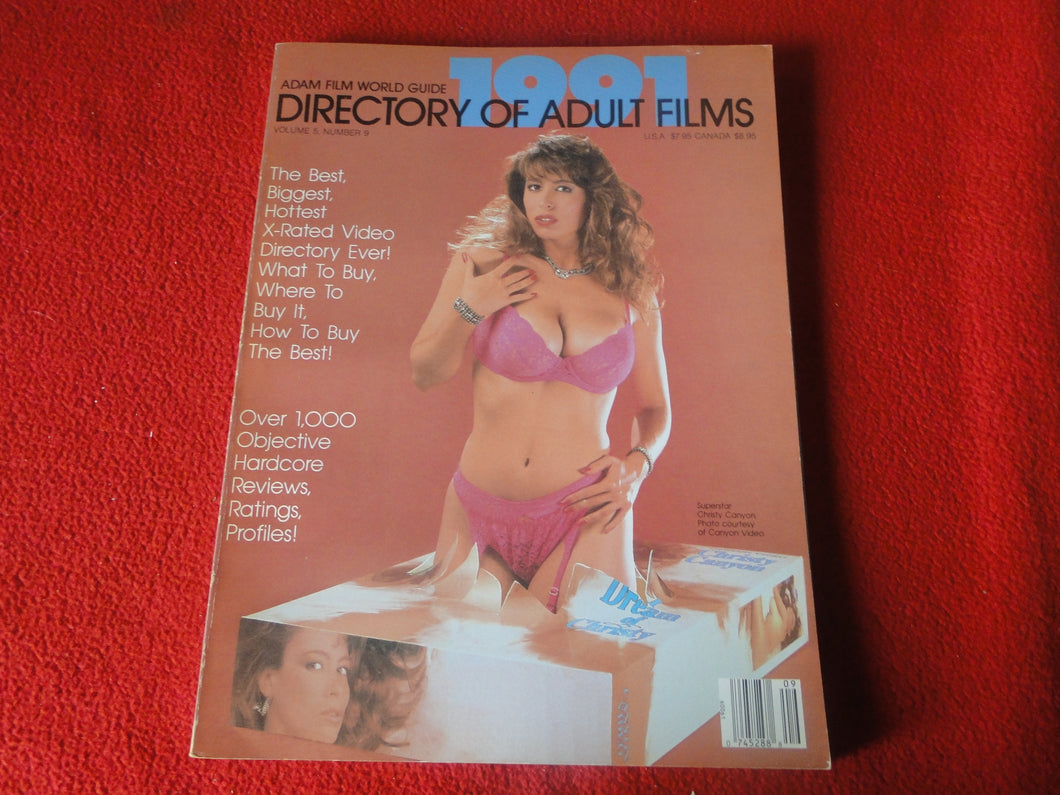 1991
ADAM FILM WORLD GUIDE
DIRECTORY OF ADULT FILMS
VOLUME 5, NUMBER 9
U.S.A. $7.95 CANADA $8.95
The Best,
Biggest,
Hottest
X-Rated Video
Directory Ever!
What To Buy,
Where To
Buy It,
How To Buy
The Best!
Over 1,000
Objective
Hardcore
Reviews,
Ratings,
Profiles!
Superstar
Christy Canyon,
Photo courtesy
of Canyon Video
Christy
Canyon
Dream
of
Christy
09
0 745288 8